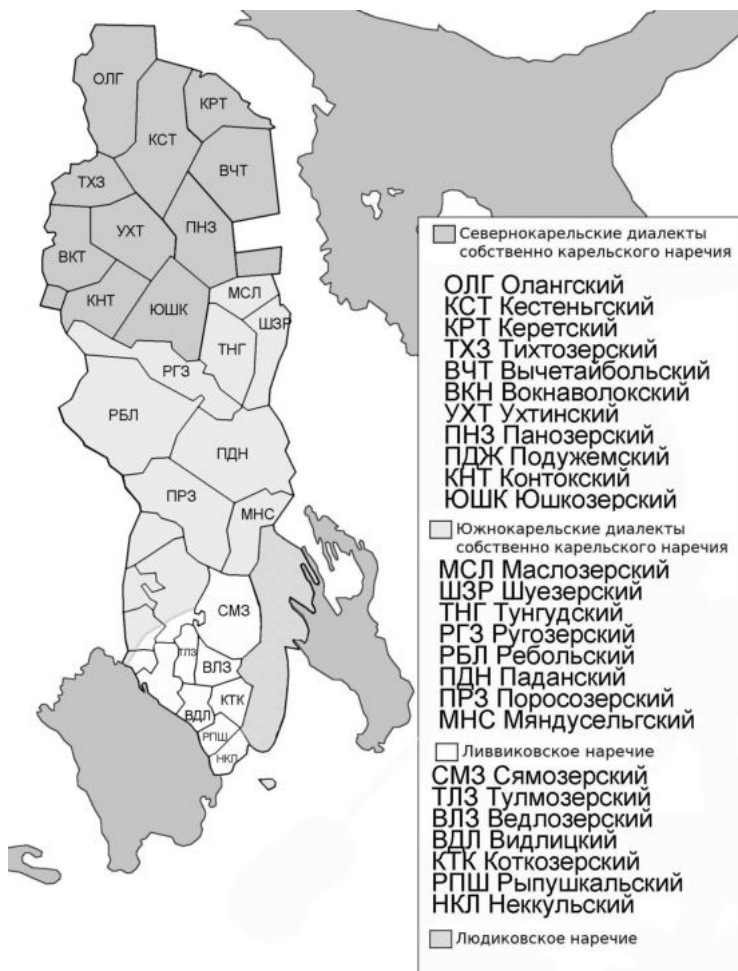 ОЛГ
КСТ
КРТ
ТХЗ
ВЧТ
УХТ
ПНЗ
ВКТ
КНТ
ЮШК
МСЛ
ШЗР
ТНГ
РГЗ
РБЛ
ПДН
ПРЗ
МНС
СМЗ
ТЛЗ
ВЛЗ
КТК
ВДЛ
РПШ
НКЛ
Севернокарельские диалекты
собственно карельского наречия
ОЛГ Олангский
КСТ Кестеньгский
КРТ Керетский
ТХЗ Тихтозерский
ВЧТ Вычетайбольский
ВКН Вокнаволокский
УХТ Ухтинский
ПНЗ Панозерский
ПДЖ Подужемский
КНТ Контокский
ЮШК Юшкозерский
Южнокарельские диалекты
собственно карельского наречия
МСЛ Маслозерский
ШЗР Шуезерский
ТНГ Тунгудский
РГЗ Ругозерский
РБЛ Ребольский
ПДН Паданский
ПРЗ Поросозерский
МНС Мяндусельгский
Ливвиковское наречие
СМЗ Сямозерский
ТЛЗ Тулмозерский
ВЛЗ Ведлозерский
ВДЛ Видлицкий
КТК Коткозерский
РПШ Рыпушкальский
НКЛ Неккульский
Людиковское наречие